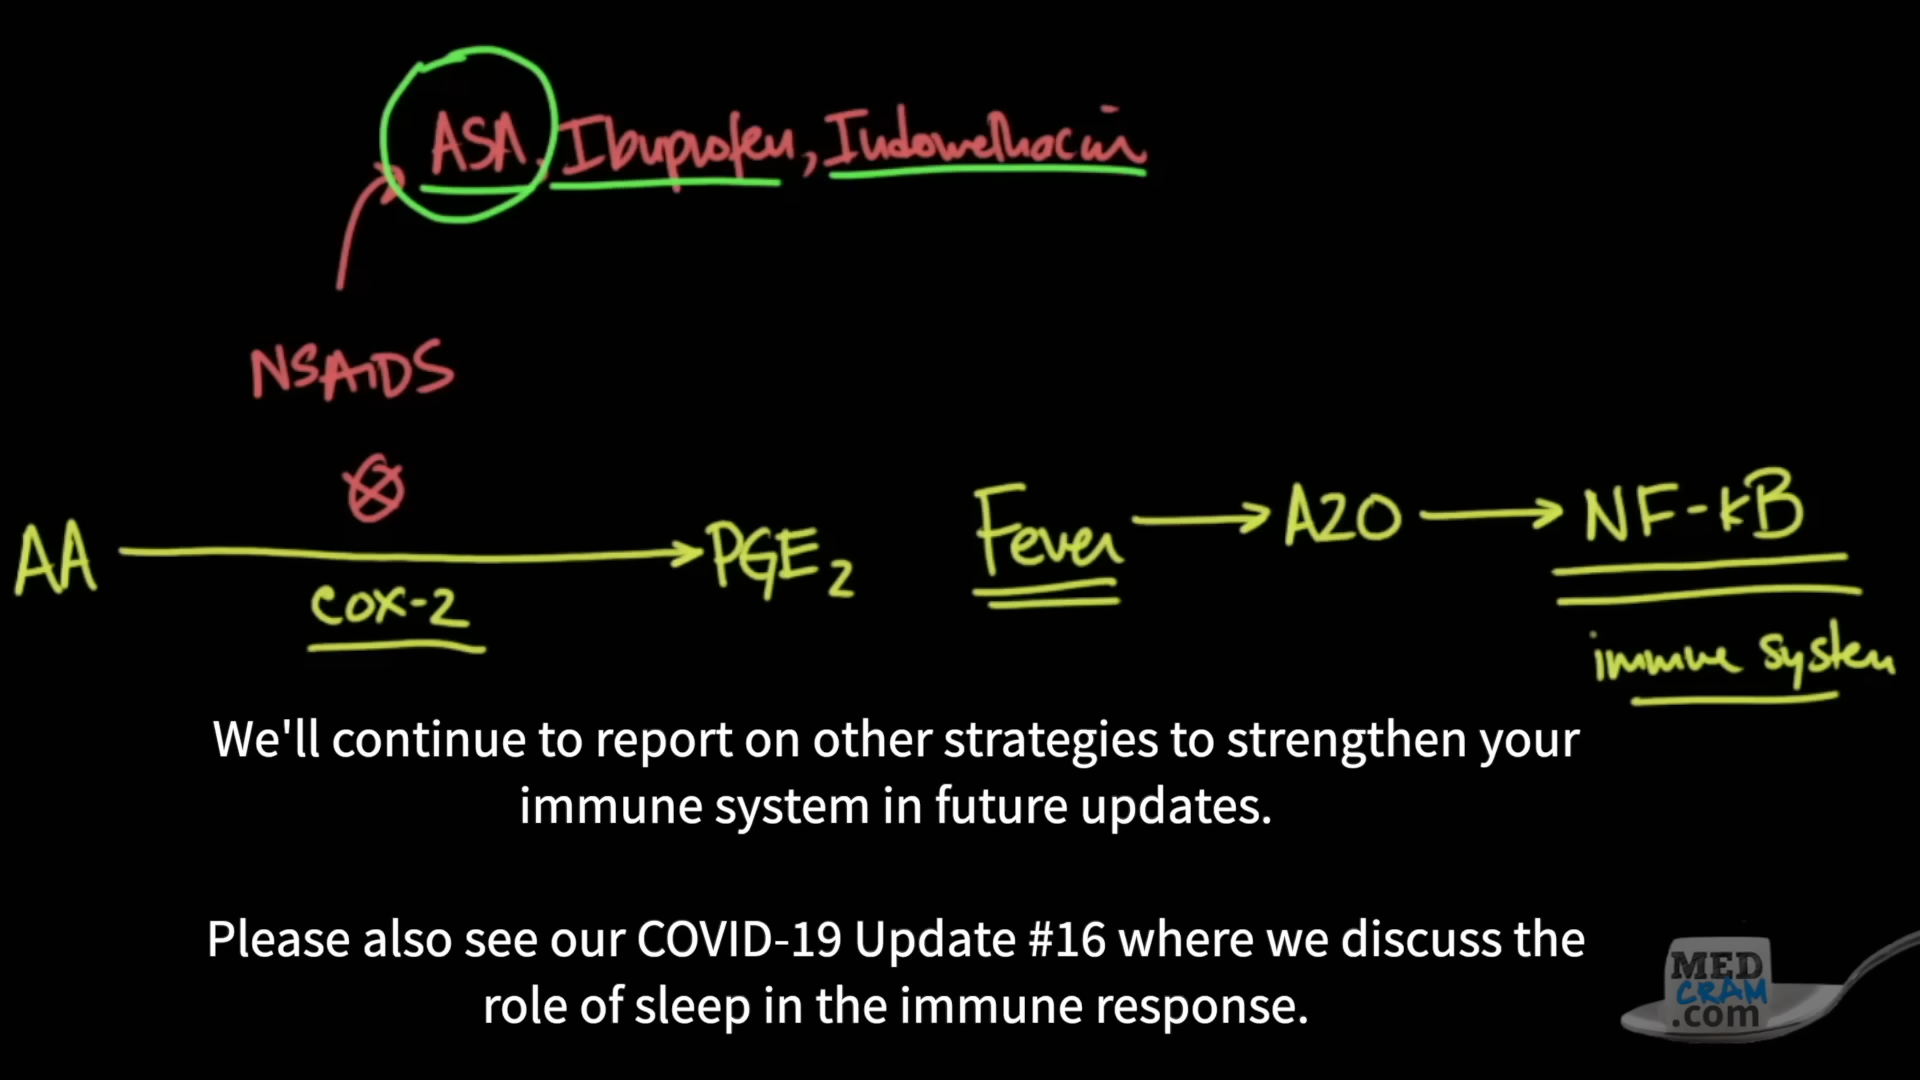 ASA, Ibuprofen, Indomethacin
NSAIDS
AA COX-2 PGE2 Fever A20 NF-kB
immune system
We'll continue to report on other strategies to strengthen your
immune system in future updates.
Please also see our COVID-19 Update #16 where we discuss the
role of sleep in the immune response.
MED
CRAM
.com